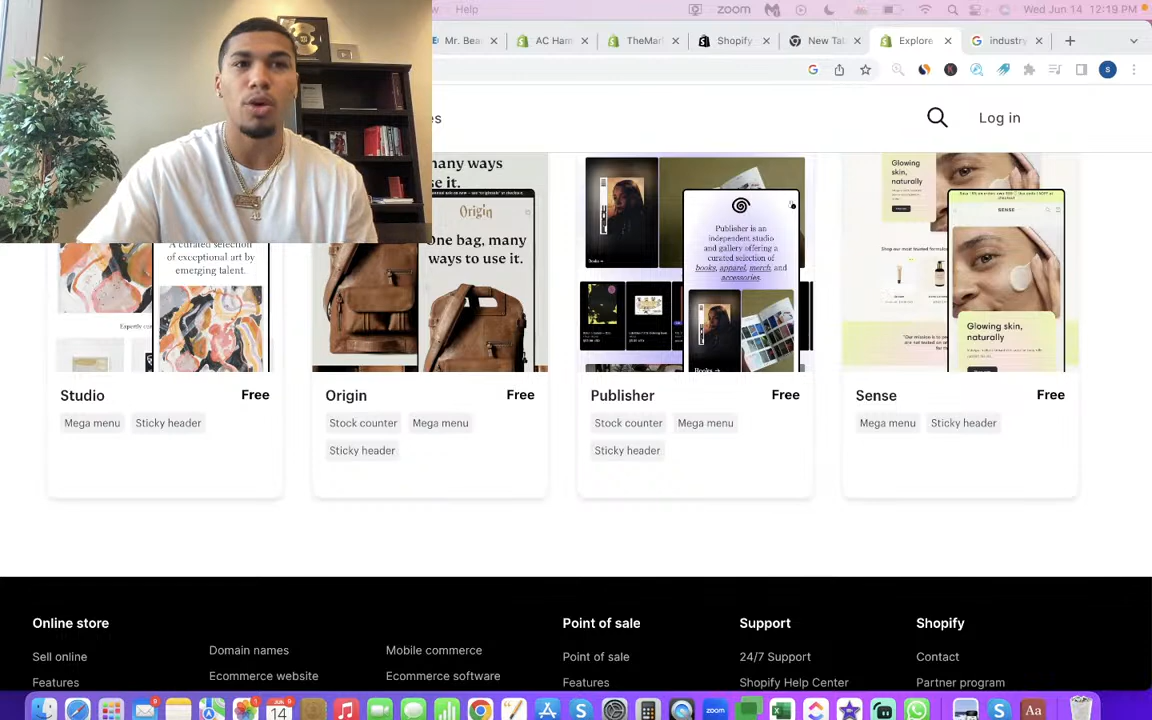 Help
zoom
Wed Jun 14 12:19 PM
Mr. Bea
AC Ham
TheMar
Shopify
New Tal
Explore
industry
S
es
Log in
many ways
se it.
Glowing
skin,
naturally
Origin
One bag, many
ways to use it.
A curated selection
of exceptional art by
emerging talent.
Publisher is an
independent studio
and gallery offering a
curated selection of
books, apparel, merch, and
accessories.
Books →
SENSE
Glowing skin,
naturally
Studio Free
Mega menu Sticky header
Origin Free
Stock counter Mega menu
Sticky header
Publisher Free
Stock counter Mega menu
Sticky header
Sense Free
Mega menu Sticky header
Online store
Sell online
Features
Domain names
Ecommerce website
Mobile commerce
Ecommerce software
Point of sale
Point of sale
Features
Support
24/7 Support
Shopify Help Center
Shopify
Contact
Partner program
14
zoom
Aa